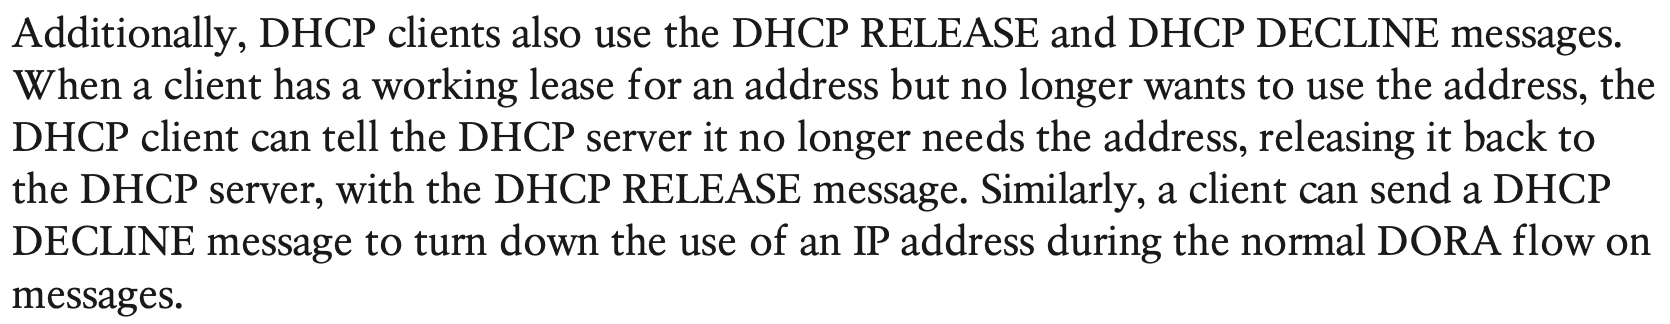 Additionally, DHCP clients also use the DHCP RELEASE and DHCP DECLINE messages.
When a client has a working lease for an address but no longer wants to use the address, the
DHCP client can tell the DHCP server it no longer needs the address, releasing it back to
the DHCP server, with the DHCP RELEASE message. Similarly, a client can send a DHCP
DECLINE message to turn down the use of an IP address during the normal DORA flow on
messages.